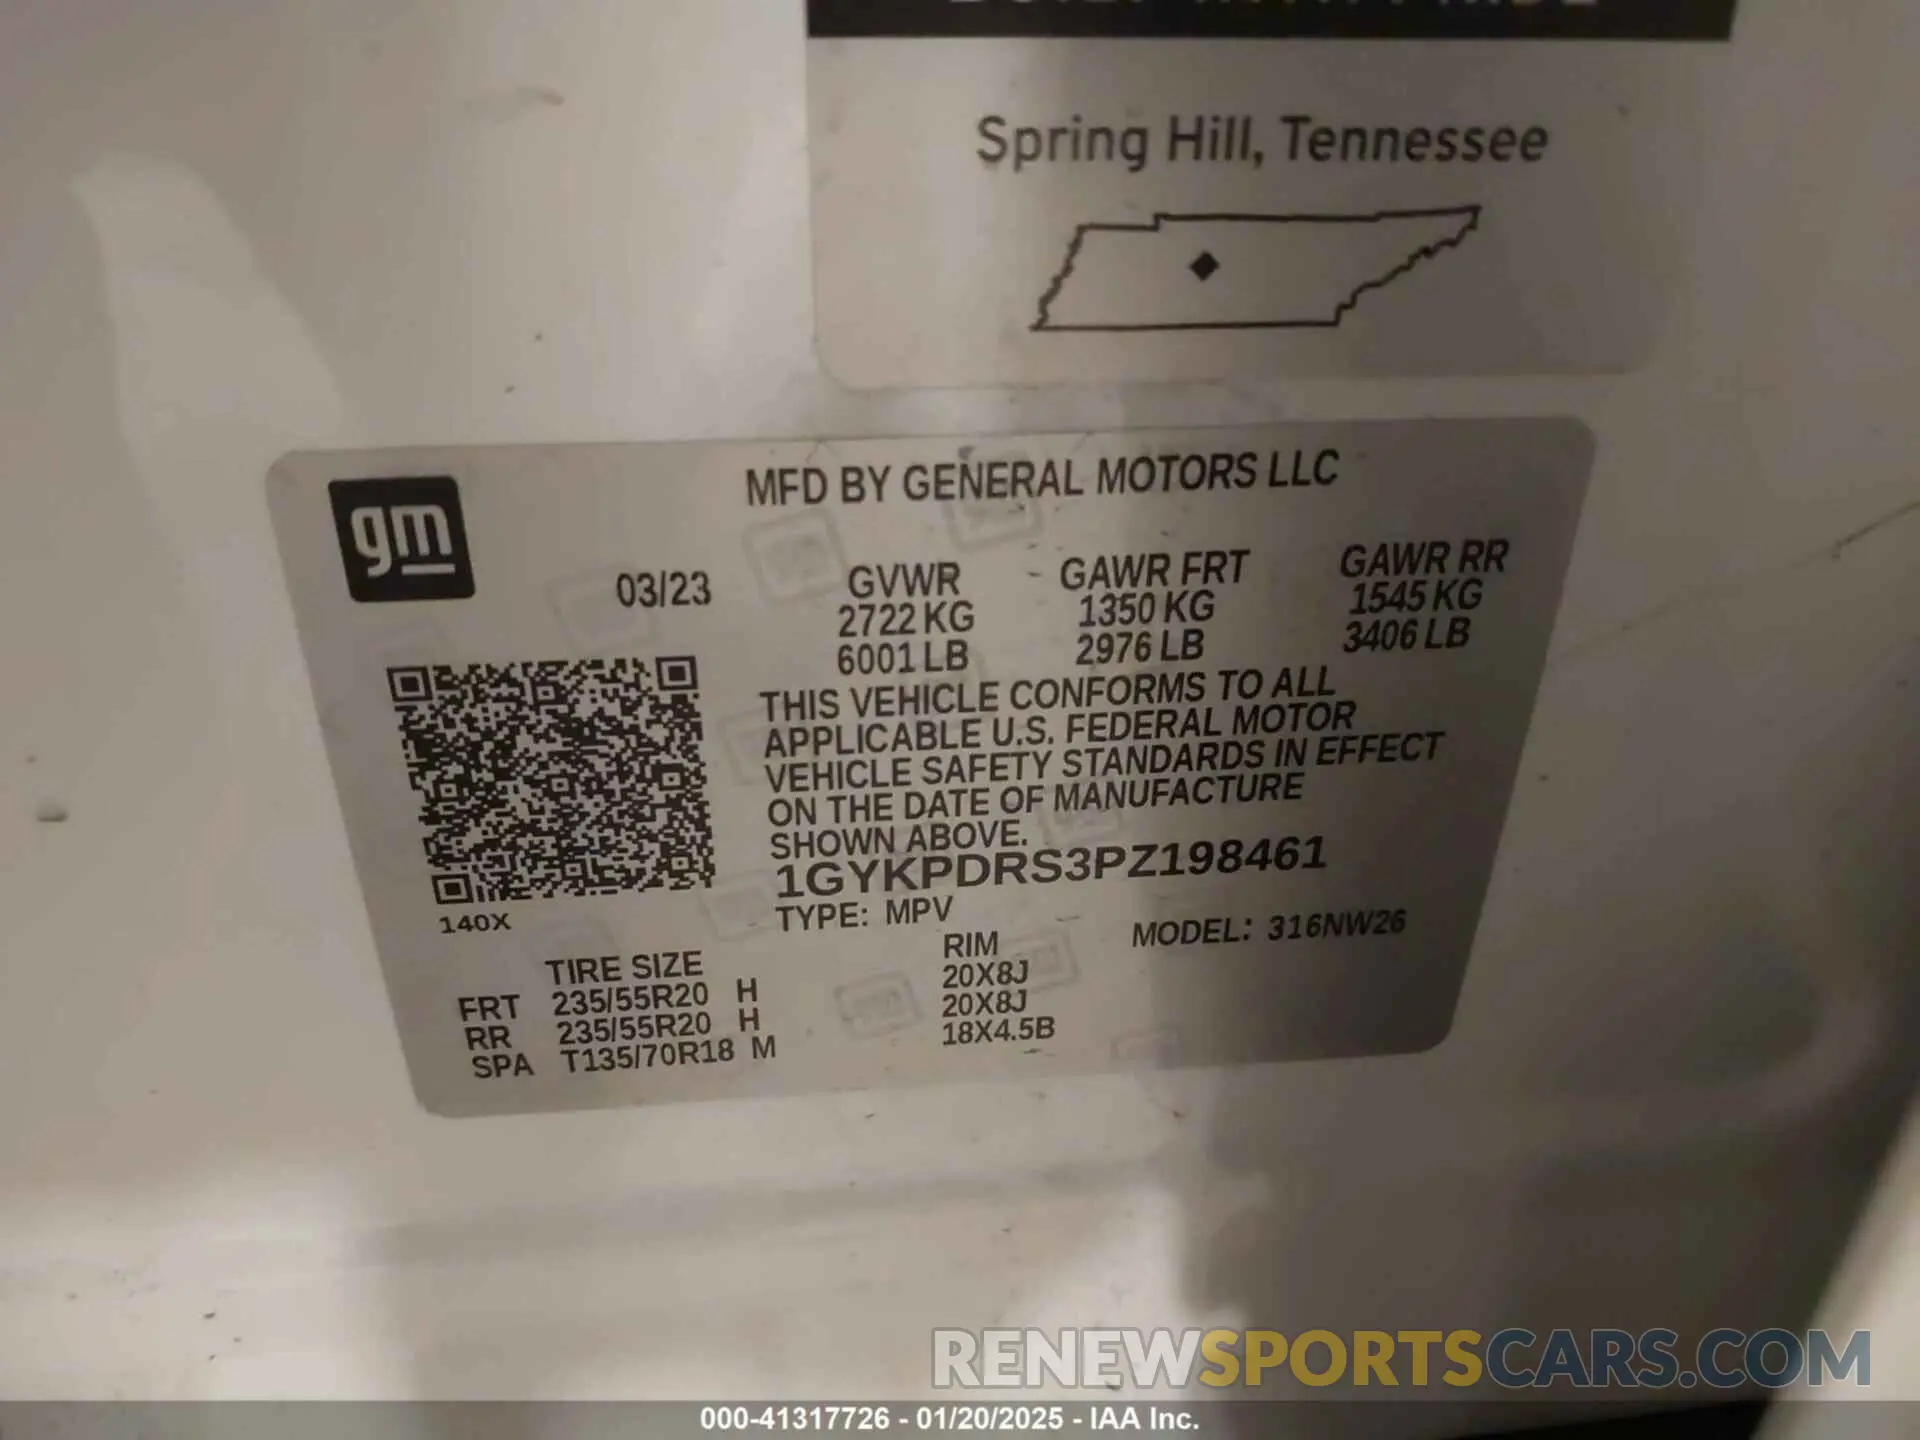 Spring Hill, Tennessee
gm
MFD BY GENERAL MOTORS LLC
03/23
GVWR
2722 KG
6001 LB
GAWR FRT
1350 KG
2976 LB
GAWR RR
1545 KG
3406 LB
THIS VEHICLE CONFORMS TO ALL
APPLICABLE U.S. FEDERAL MOTOR
VEHICLE SAFETY STANDARDS IN EFFECT
ON THE DATE OF MANUFACTURE
SHOWN ABOVE.
1GYKPDRS3PZ198461
140X
TYPE: MPV
MODEL: 316NW26
TIRE SIZE
RIM
FRT 235/55R20 H 20X8J
RR 235/55R20 H 20X8J
SPA T135/70R18 M 18X4.5B
RENEWSPORTSCARS.COM
000-41317726 - 01/20/2025 - IAA Inc.